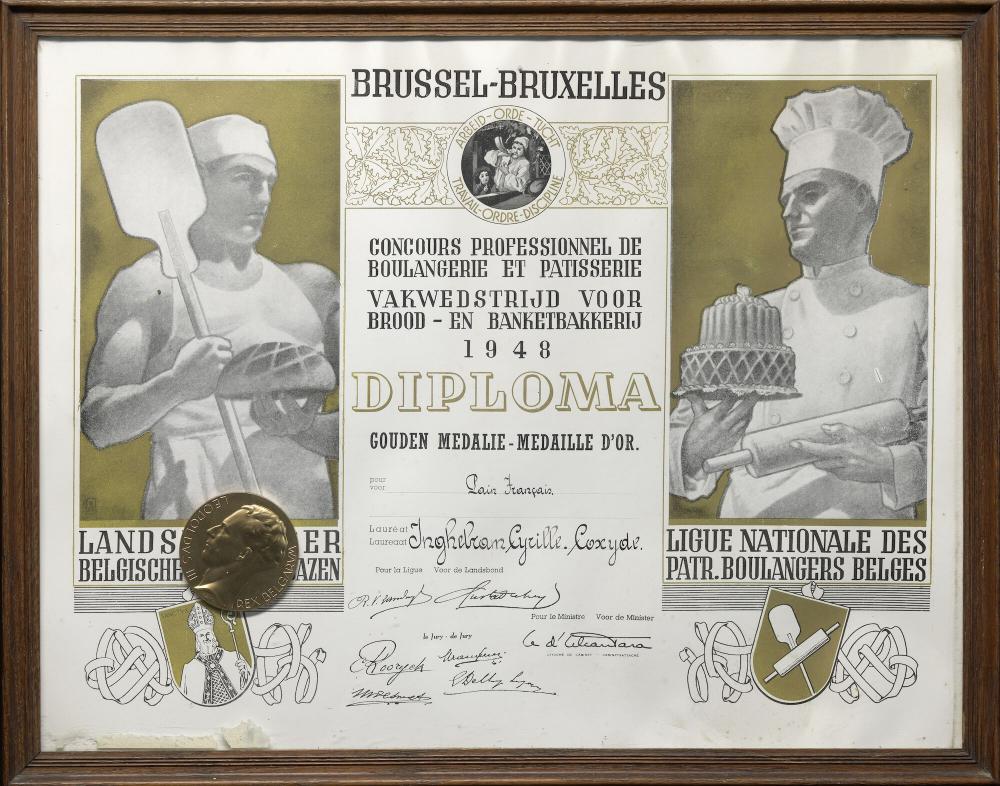 BRUSSEL-BRUXELLES
ARBEID-ORDE-TUCHT
TRAVAIL-ORDRE-DISCIPLINE
CONCOURS PROFESSIONNEL DE
BOULANGERIE ET PATISSERIE
VAKWEDSTRIJD VOOR
BROOD - EN BANKETBAKKERIJ
1948
DIPLOMA
GOUDEN MEDALIE - MEDAILLE D'OR.
pour
voor
Pain Français.
Lauréat
Laureaat
Inghelram Cyrille. Coxyde.
Pour la Ligue Voor de Landsbond
Pour le Ministre Voor de Minister
le Jury - de Jury
LANDS ER
BELGISCHE AZEN
LEOPOLDVS III REX BELGARVM
LIGUE NATIONALE DES
PATR. BOULANGERS BELGES